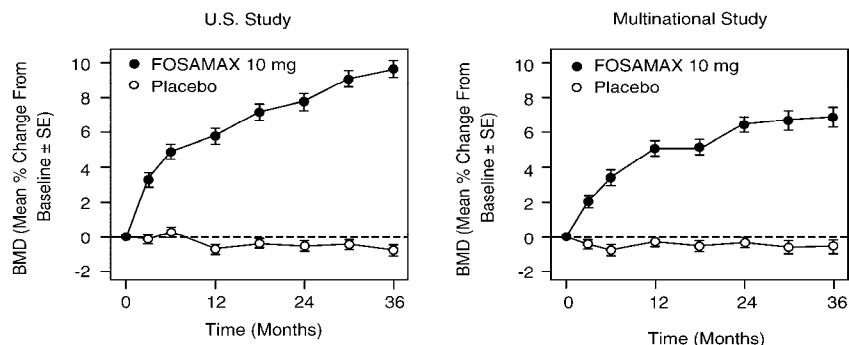 U.S. Study
BMD (Mean % Change From
Baseline ± SE)
10
8
6
4
2
0
-2
FOSAMAX 10 mg
Placebo
0
12
24
36
Time (Months)
Multinational Study
BMD (Mean % Change From
Baseline ± SE)
10
8
6
4
2
0
-2
FOSAMAX 10 mg
Placebo
0
12
24
36
Time (Months)